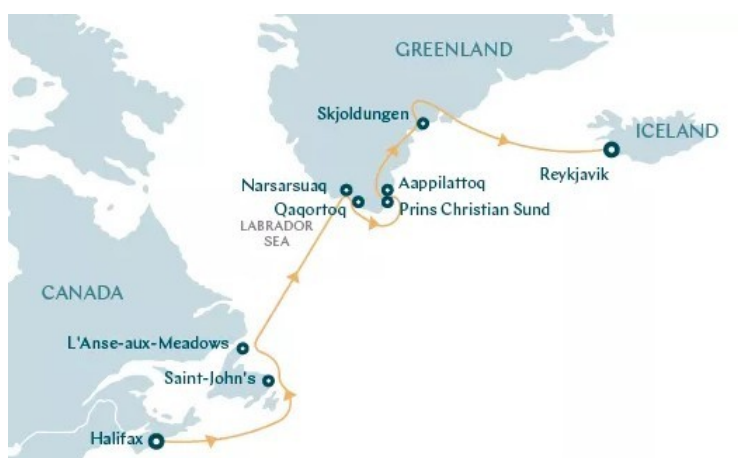 GREENLAND
Skjoldungen
ICELAND
Reykjavik
Narsarsuaq
Aappilattoq
Qaqortoq
Prins Christian Sund
LABRADOR
SEA
CANADA
L'Anse-aux-Meadows
Saint-John's
Halifax